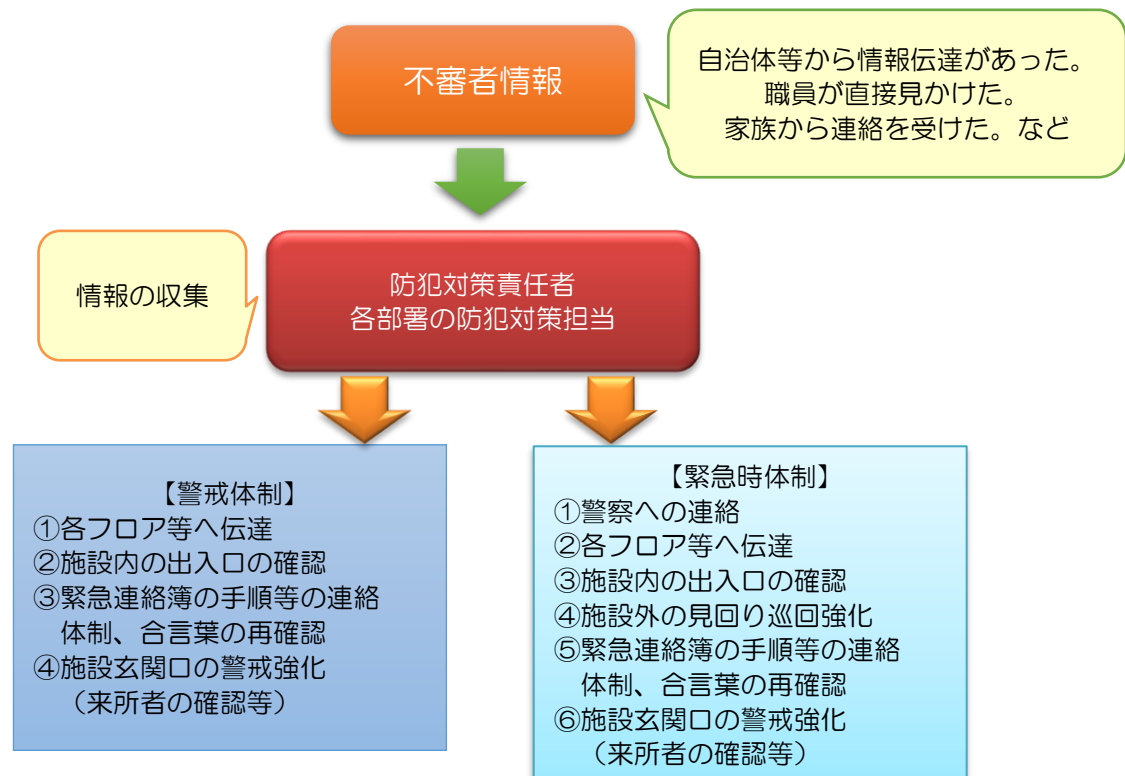 不審者情報
自治体等から情報伝達があった。
職員が直接見かけた。
家族から連絡を受けた。など
情報の収集
防犯対策責任者
各部署の防犯対策担当
【警戒体制】
①各フロア等へ伝達
②施設内の出入口の確認
③緊急連絡簿の手順等の連絡
体制、合言葉の再確認
④施設玄関口の警戒強化
（来所者の確認等）
【緊急時体制】
①警察への連絡
②各フロア等へ伝達
③施設内の出入口の確認
④施設外の見回り巡回強化
⑤緊急連絡簿の手順等の連絡
体制、合言葉の再確認
⑥施設玄関口の警戒強化
（来所者の確認等）